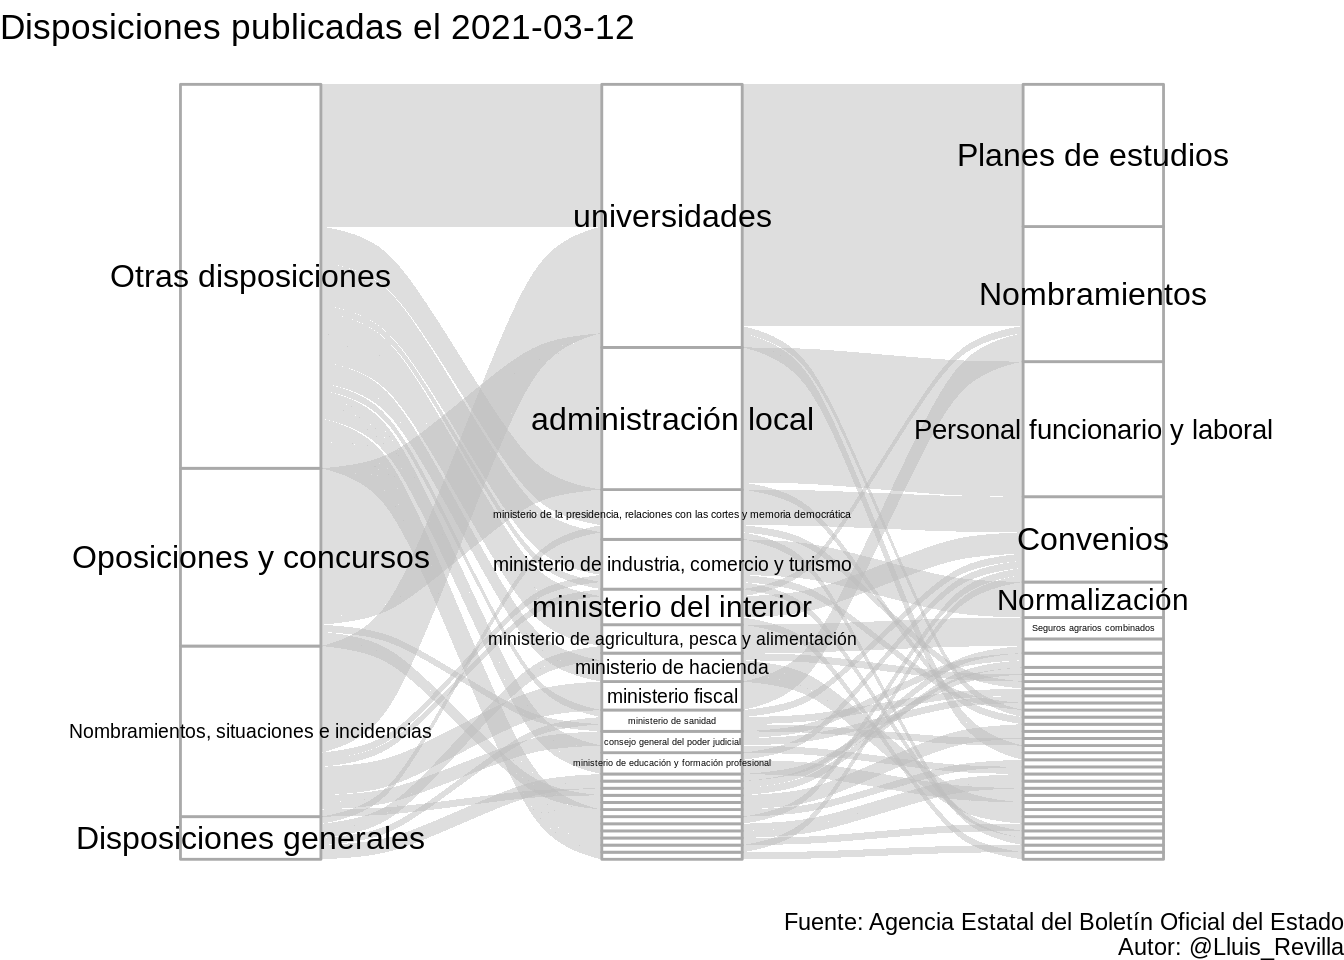 Disposiciones publicadas el 2021-03-12
Otras disposiciones
Oposiciones y concursos
Nombramientos, situaciones e incidencias
Disposiciones generales
universidades
administración local
ministerio de la presidencia, relaciones con las cortes y memoria democrática
ministerio de industria, comercio y turismo
ministerio del interior
ministerio de agricultura, pesca y alimentación
ministerio de hacienda
ministerio fiscal
ministerio de sanidad
consejo general del poder judicial
ministerio de educación y formación profesional
Planes de estudios
Nombramientos
Personal funcionario y laboral
Convenios
Normalización
Seguros agrarios combinados
Fuente: Agencia Estatal del Boletín Oficial del Estado
Autor: @Lluis_Revilla